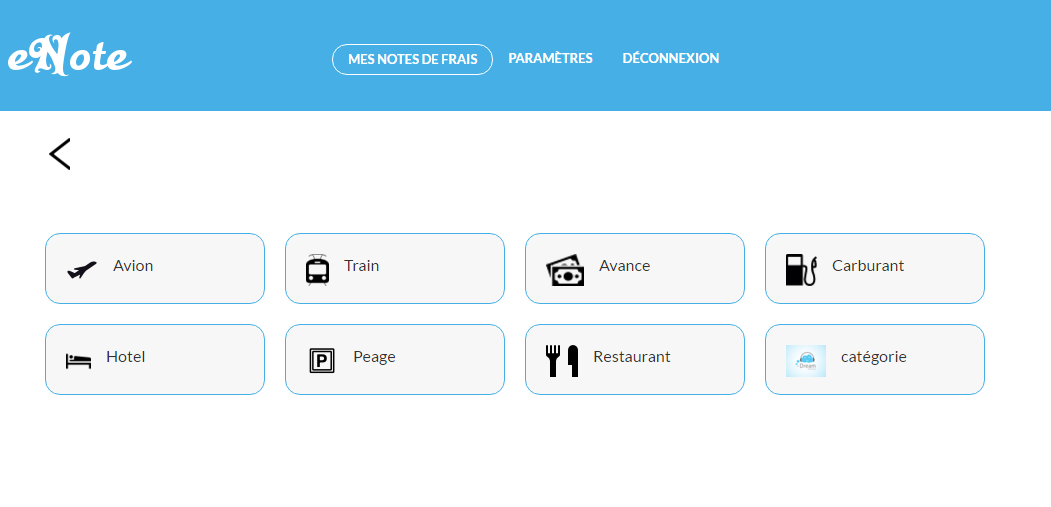 eNote
MES NOTES DE FRAIS
PARAMÈTRES
DÉCONNEXION
Avion
Train
Avance
Carburant
Hotel
P
Peage
Restaurant
Dream
catégorie